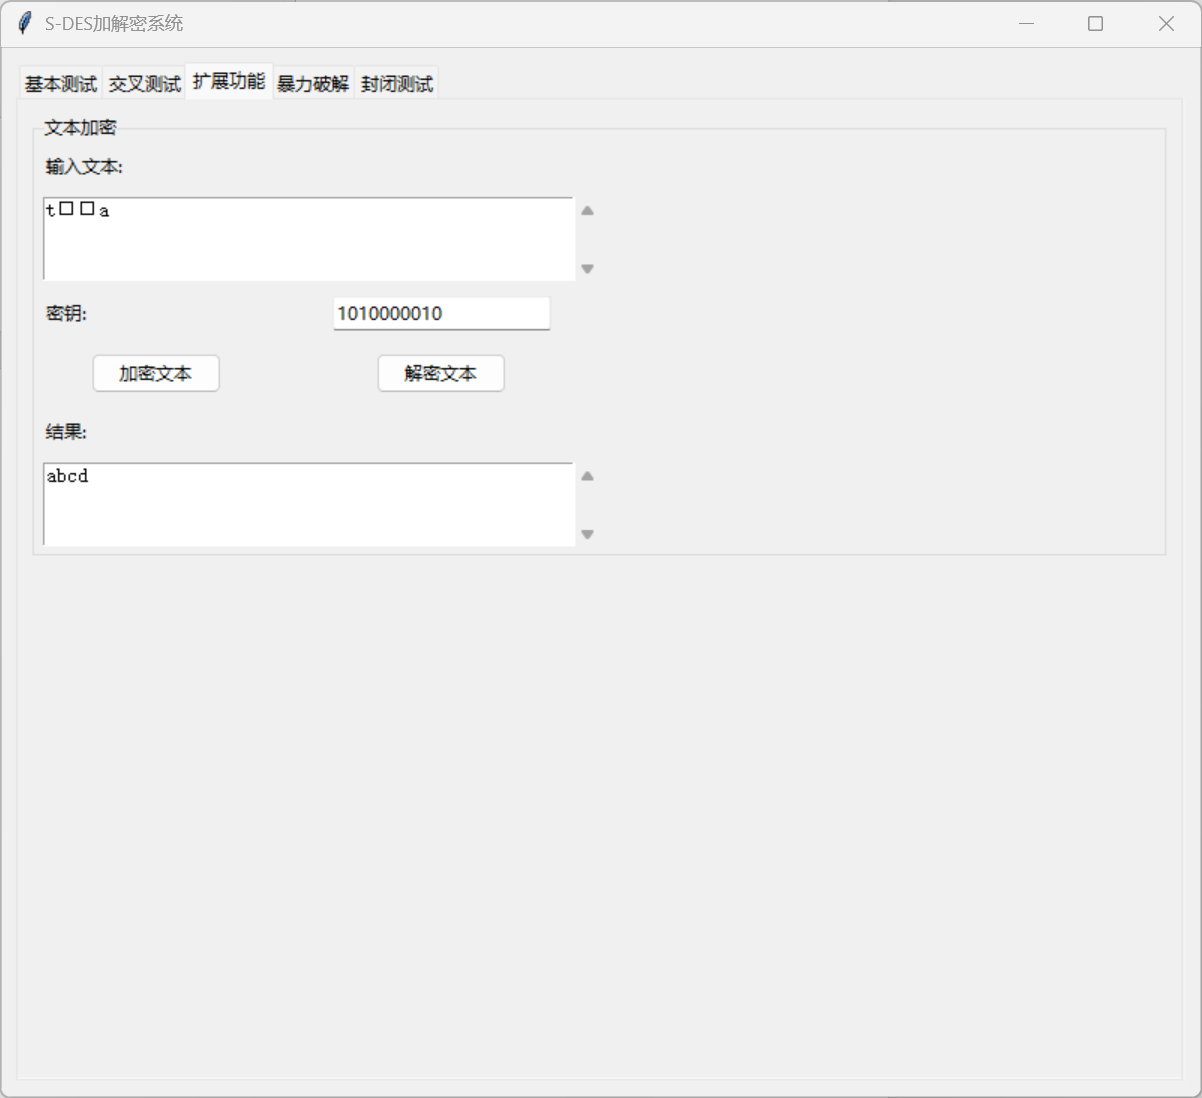 S-DES加解密系统
基本测试 交叉测试 扩展功能 暴力破解 封闭测试
文本加密
输入文本:
t□□a
密钥: 1010000010
加密文本 解密文本
结果:
abcd